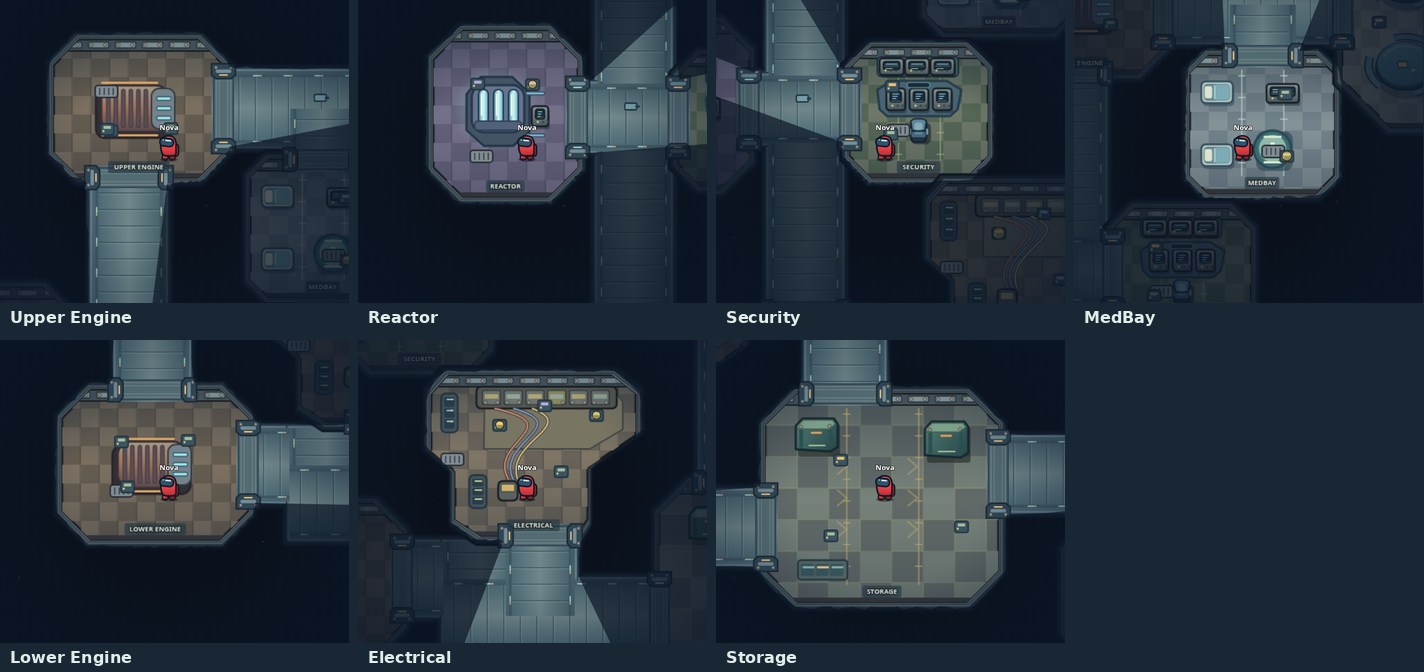 Nova
UPPER ENGINE
MEDBAY
Upper Engine
Nova
REACTOR
Reactor
MEDBAY
Nova
SECURITY
Security
ENGINE
Nova
MEDBAY
MedBay
Nova
LOWER ENGINE
Lower Engine
SECURITY
Nova
ELECTRICAL
Electrical
Nova
STORAGE
Storage